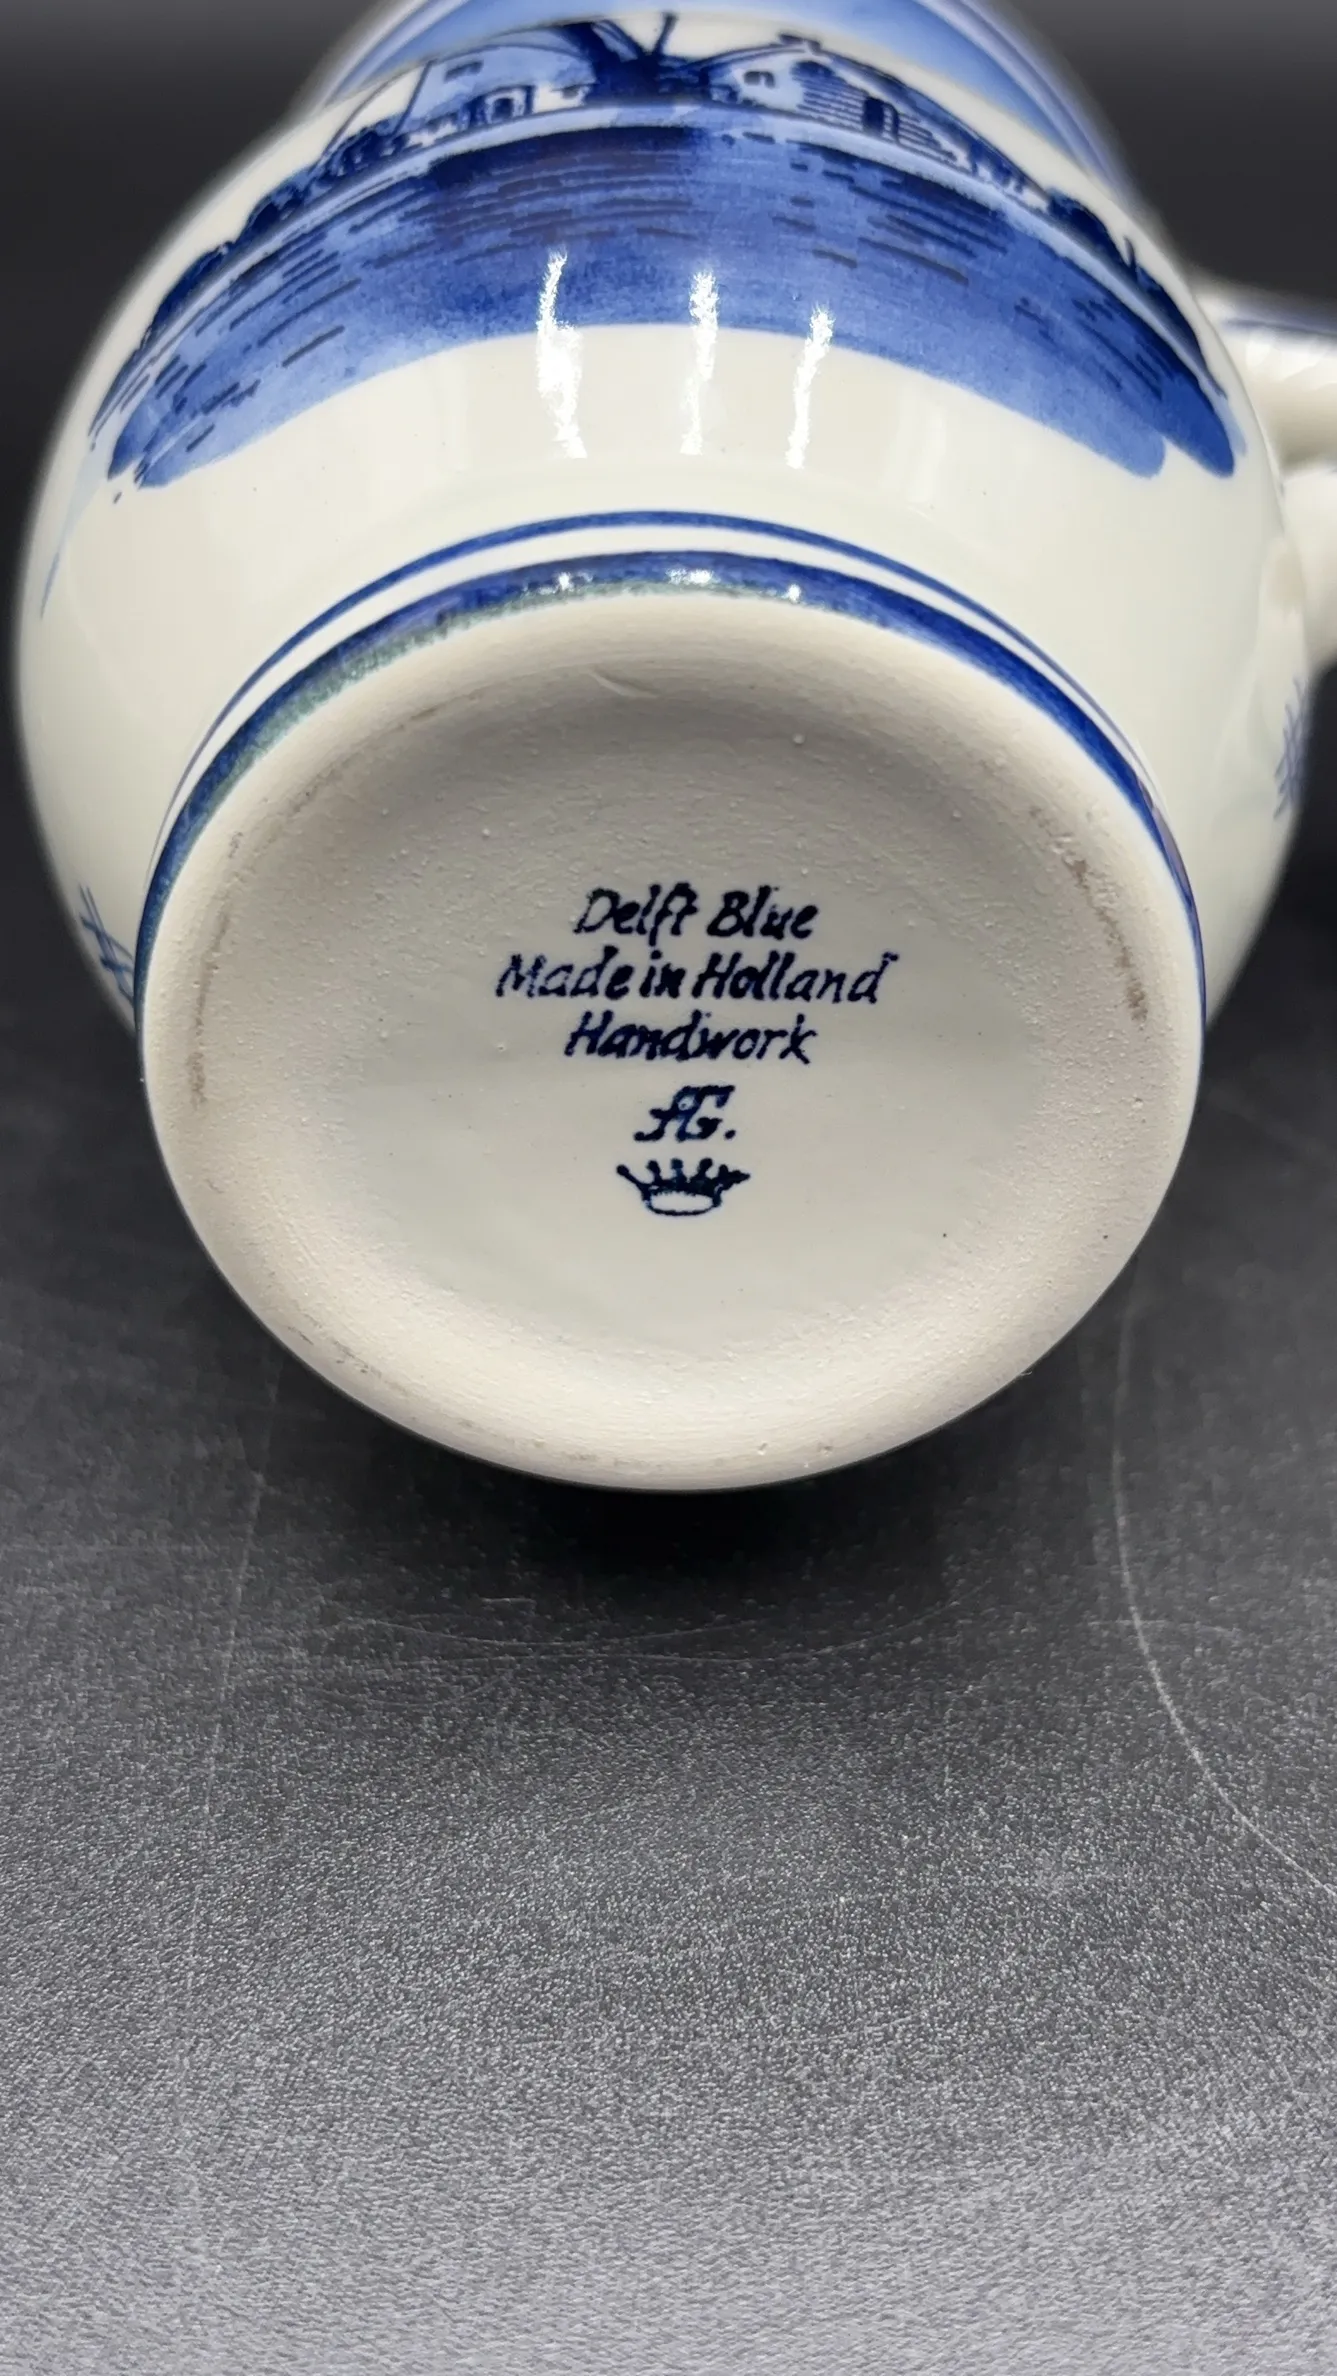 Delft Blue
Made in Holland
Handwork
AG.